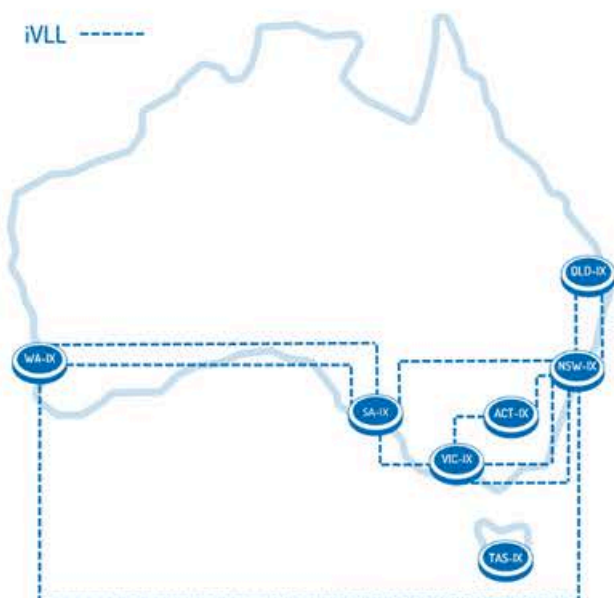 iVLL
QLD-IX
WA-IX
NSW-IX
SA-IX
ACT-IX
VIC-IX
TAS-IX